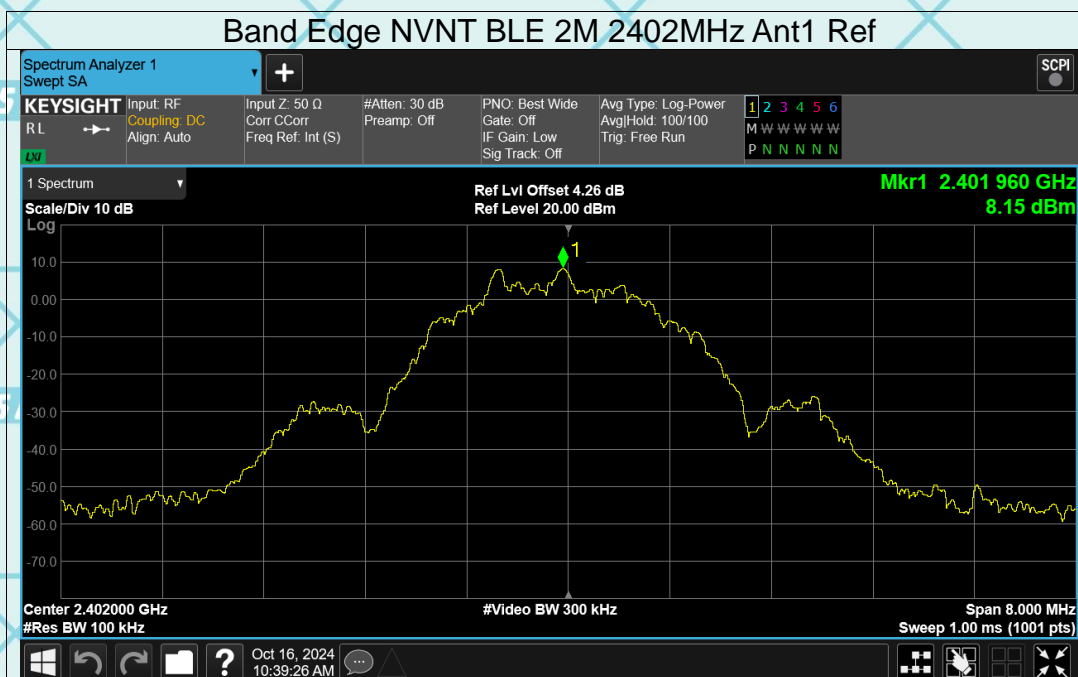 Band Edge NVNT BLE 2M 2402MHz Ant1 Ref
Spectrum Analyzer 1
Swept SA
SCPI
KEYSIGHT
R L
LXI
Input: RF
Coupling: DC
Align: Auto
Input Z: 50 Ω
Corr CCorr
Freq Ref: Int (S)
#Atten: 30 dB
Preamp: Off
PNO: Best Wide
Gate: Off
IF Gain: Low
Sig Track: Off
Avg Type: Log-Power
Avg|Hold: 100/100
Trig: Free Run
1 2 3 4 5 6
M W W W W W
P N N N N N
1 Spectrum
Scale/Div 10 dB
Ref Lvl Offset 4.26 dB
Ref Level 20.00 dBm
Mkr1 2.401 960 GHz
8.15 dBm
Log
1
10.0
0.00
-10.0
-20.0
-30.0
-40.0
-50.0
-60.0
-70.0
Center 2.402000 GHz
#Video BW 300 kHz
Span 8.000 MHz
#Res BW 100 kHz
Sweep 1.00 ms (1001 pts)
?
Oct 16, 2024
10:39:26 AM